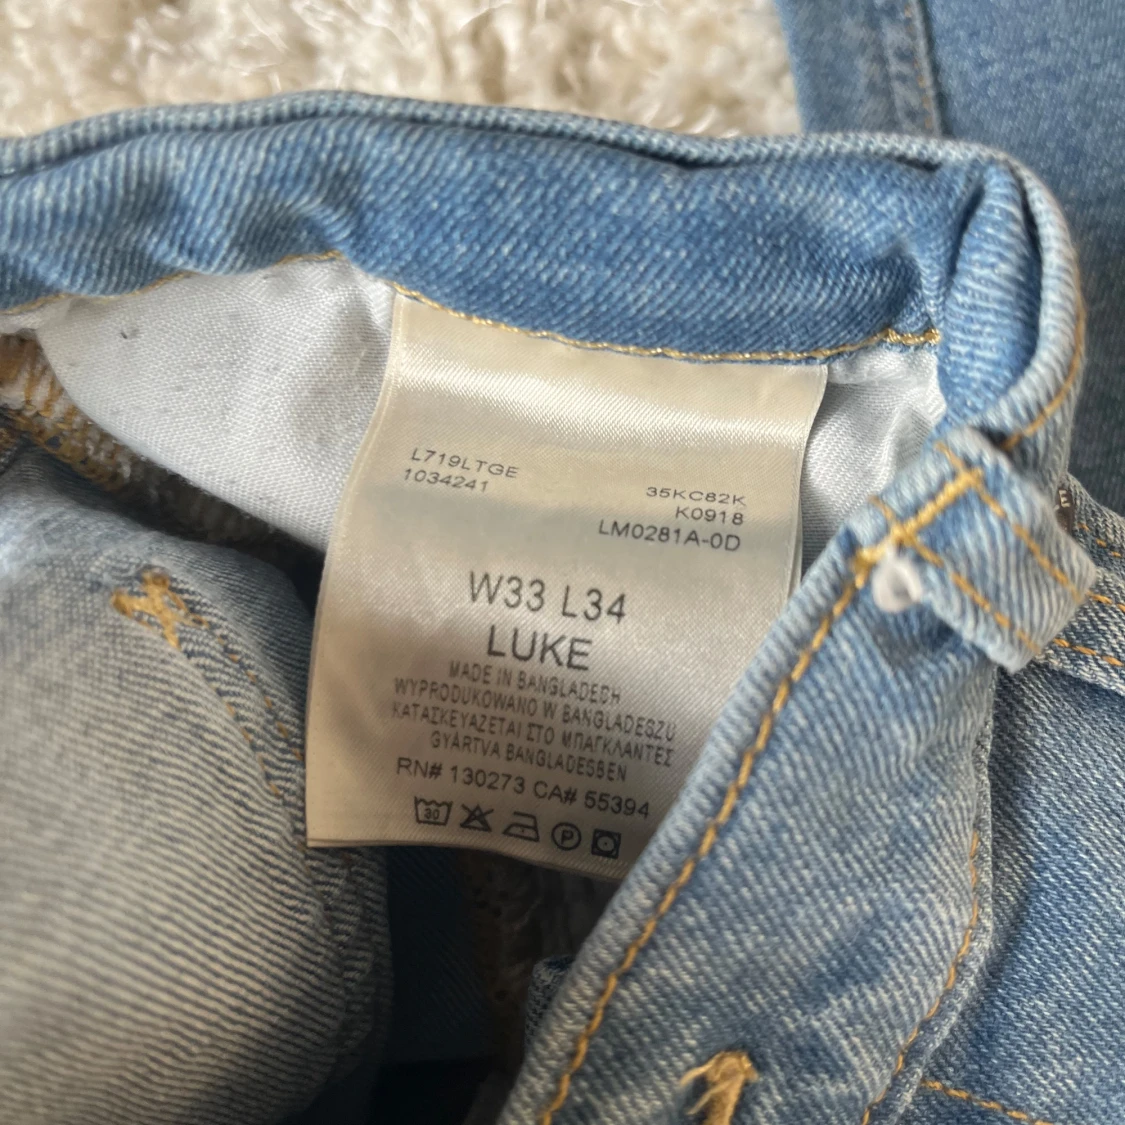 L719LTGE
1034241
35KC82K
K0918
LM0281A-0D
W33 L34
LUKE
MADE IN BANGLADESH
WYPRODUKOWANO W BANGLADESZU
ΚΑΤΑΣΚΕΥΑΖΕΤΑΙ ΣΤΟ ΜΠΑΓΚΛΑΝΤΕΣ
GYÁRTVA BANGLADESBEN
RN# 130273 CA# 55394
30
P